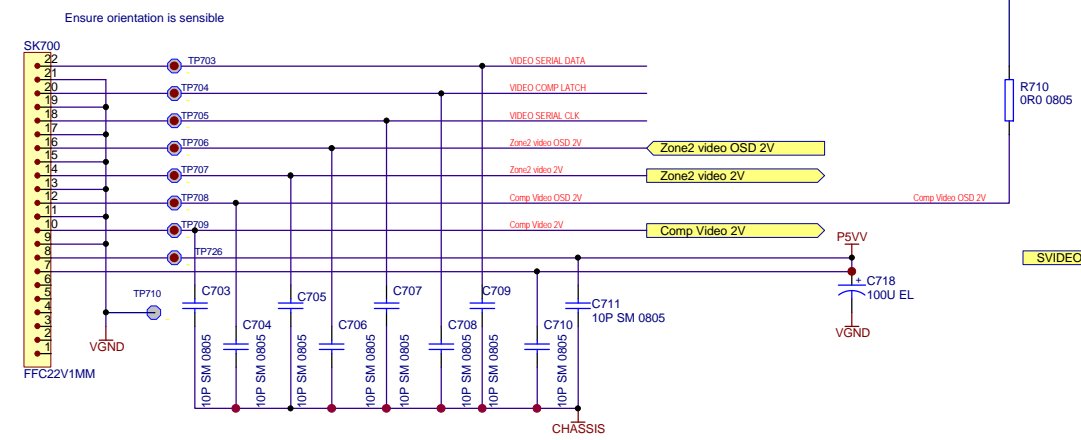 Ensure orientation is sensible
SK700
22
21
20
19
18
17
16
15
14
13
12
11
10
9
8
7
6
5
4
3
2
1
FFC22V1MM
TP703
TP704
TP705
TP706
TP707
TP708
TP709
TP726
TP710
VGND
VIDEO SERIAL DATA
VIDEO COMP LATCH
VIDEO SERIAL CLK
Zone2 video OSD 2V
Zone2 video 2V
Comp Video OSD 2V
Comp Video 2V
Zone2 video OSD 2V
Zone2 video 2V
Comp Video 2V
Comp Video OSD 2V
R710
0R0 0805
P5VV
C718
+
100U EL
VGND
SVIDEO
C703
10P SM 0805
C704
10P SM 0805
C705
10P SM 0805
C706
10P SM 0805
C707
10P SM 0805
C708
10P SM 0805
C709
10P SM 0805
C710
10P SM 0805
C711
10P SM 0805
CHASSIS